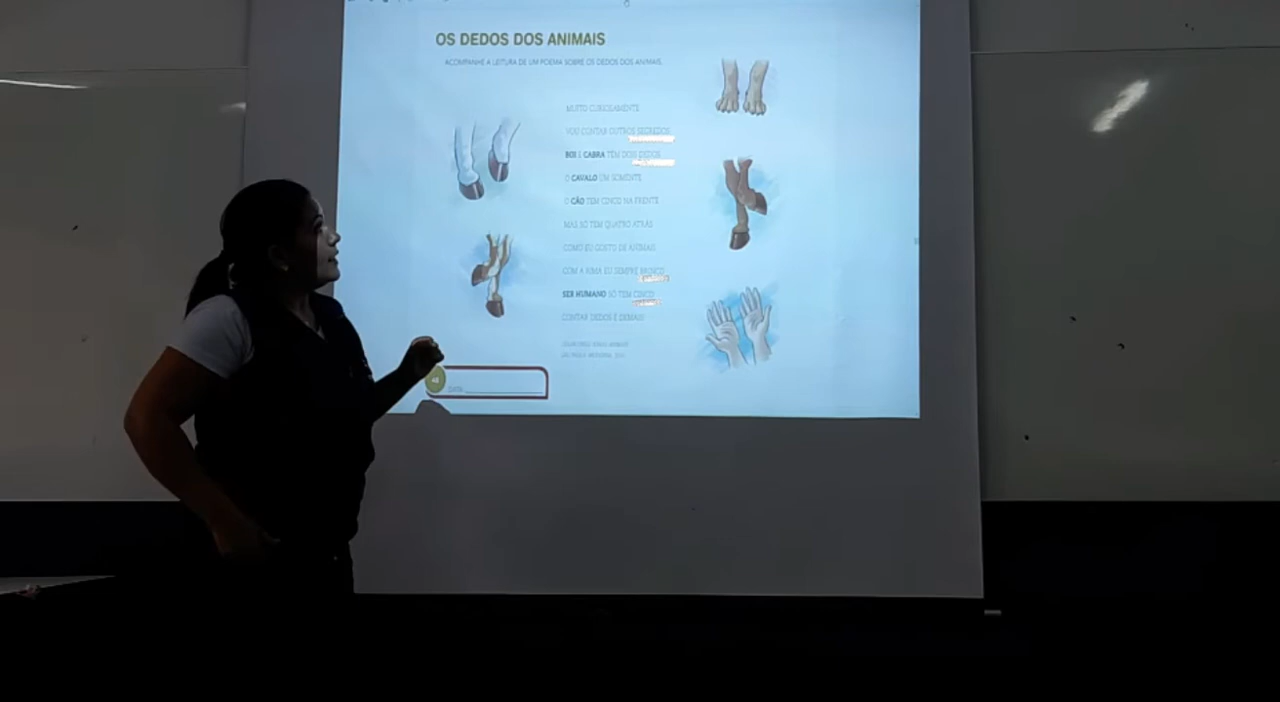 OS DEDOS DOS ANIMAIS
ACOMPANHE A LEITURA DE UM POEMA SOBRE OS DEDOS DOS ANIMAIS.
MUITO CURIOSAMENTE
VOU CONTAR OUTROS SEGREDOS
BOI E CABRA TÊM DOIS DEDOS
O CAVALO UM SOMENTE
O CÃO TEM CINCO NA FRENTE
MAS SÓ TEM QUATRO ATRÁS
COMO EU GOSTO DE ANIMAIS
COM A RIMA EU SEMPRE BRINCO
SER HUMANO SÓ TEM CINCO
CONTAR DEDOS É DEMAIS!
DATA